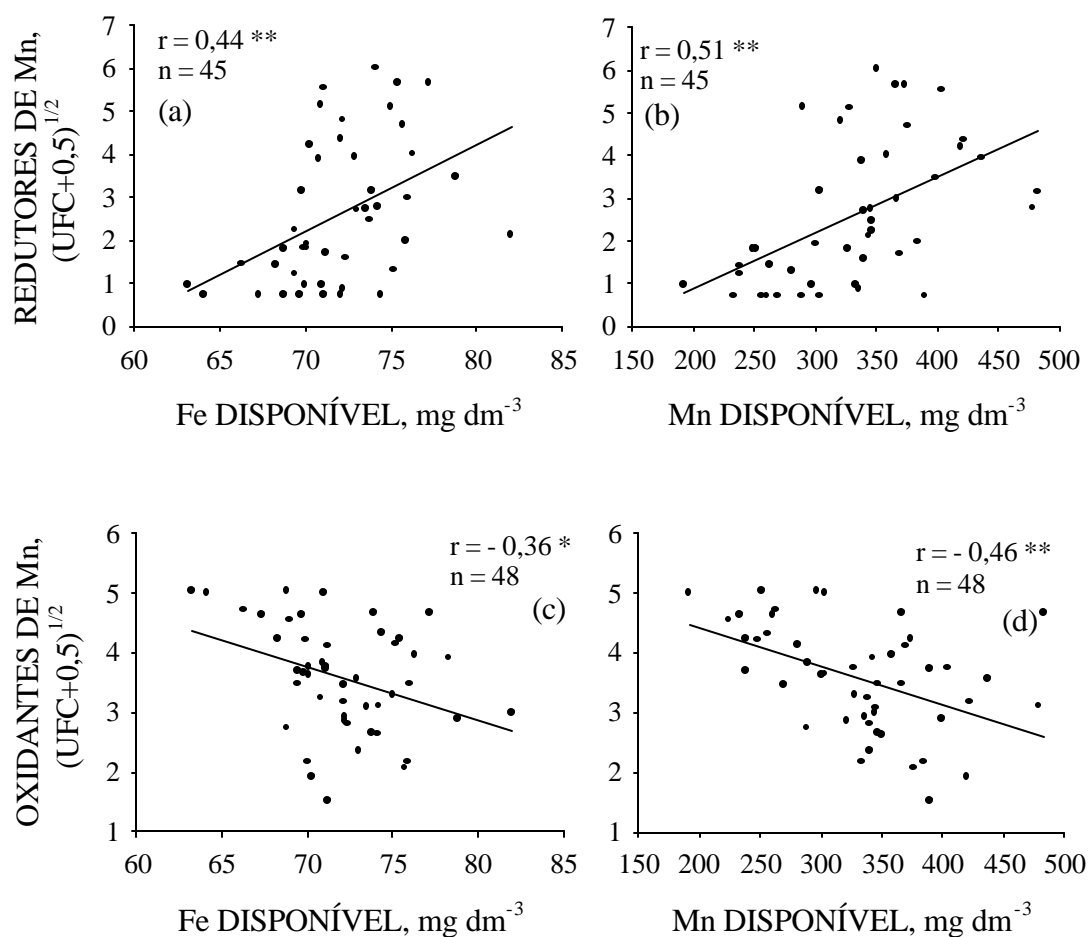 REDUTORES DE Mn,
(UFC+0,5)^1/2
7
6
5
4
3
2
1
0
r = 0,44 **
n = 45
(a)
60 65 70 75 80 85
Fe DISPONÍVEL, mg dm^-3
7
6
5
4
3
2
1
0
r = 0,51 **
n = 45
(b)
150 200 250 300 350 400 450 500
Mn DISPONÍVEL, mg dm^-3
OXIDANTES DE Mn,
(UFC+0,5)^1/2
6
5
4
3
2
1
r = - 0,36 *
n = 48
(c)
60 65 70 75 80 85
Fe DISPONÍVEL, mg dm^-3
6
5
4
3
2
1
r = - 0,46 **
n = 48
(d)
150 200 250 300 350 400 450 500
Mn DISPONÍVEL, mg dm^-3